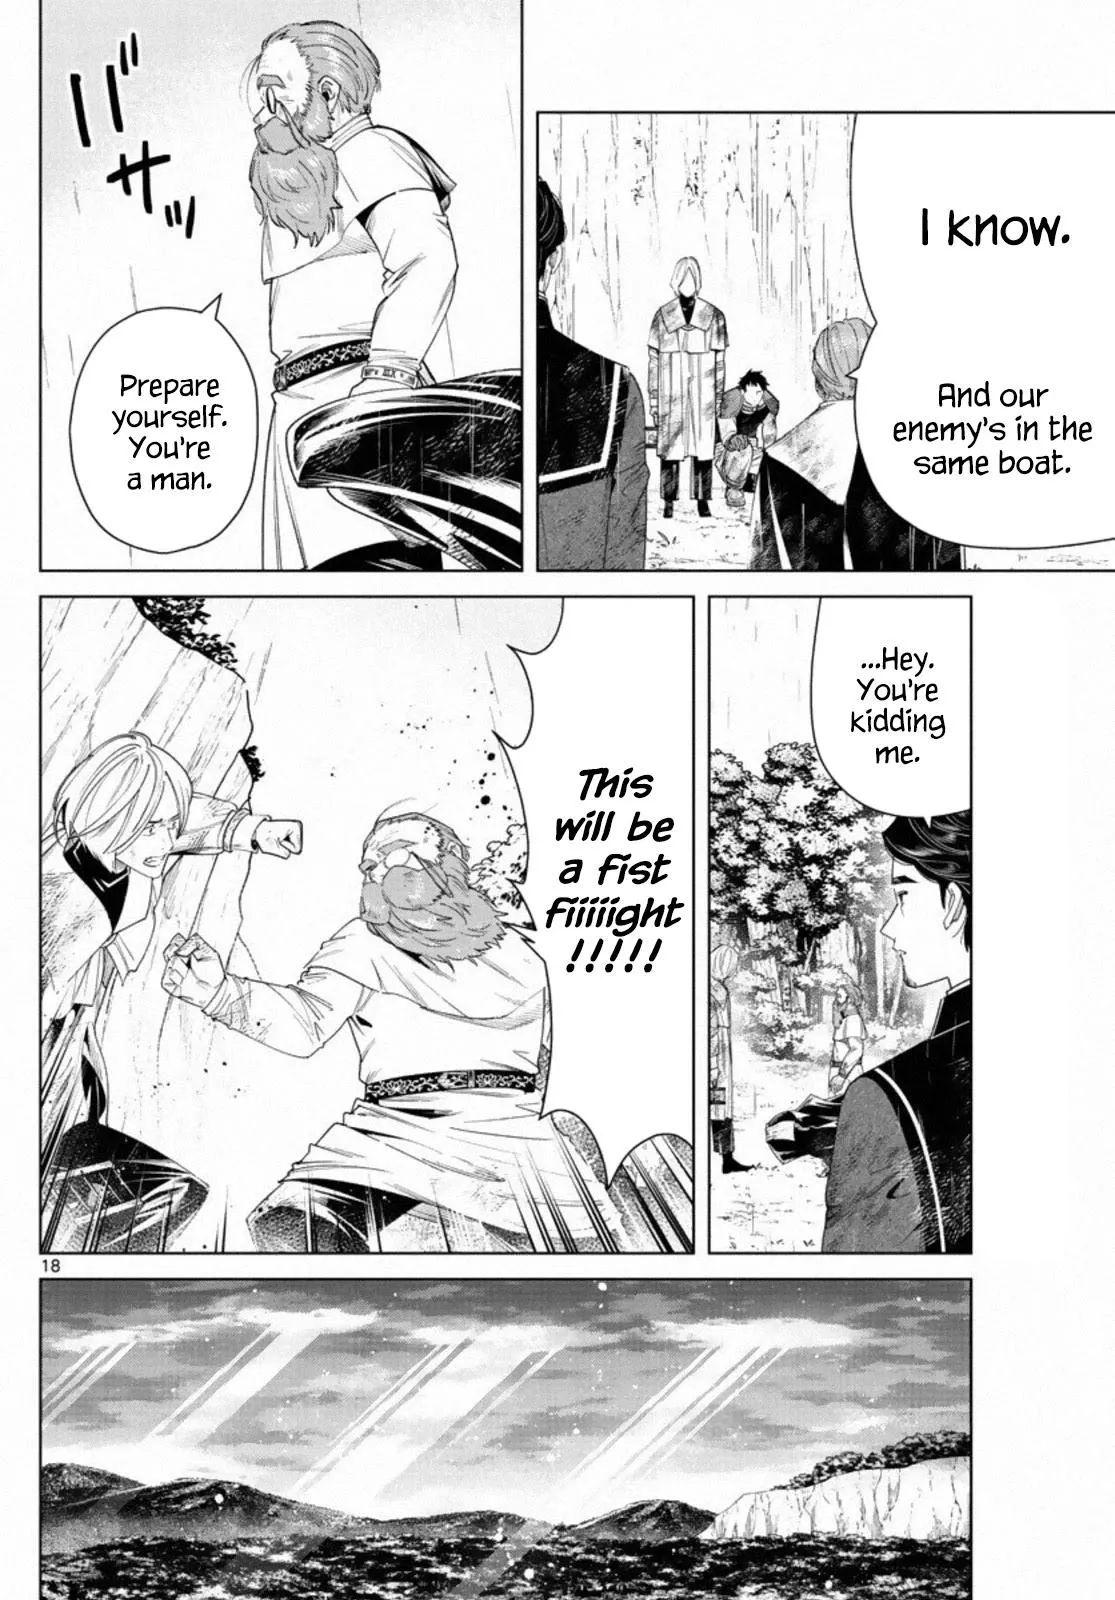 I know.
And our
enemy's in the
same boat.
バサッ
Prepare
yourself.
You're
a man.
...Hey.
You're
kidding
me.
This
will be
a fist
fiiiiight
!!!!!
18